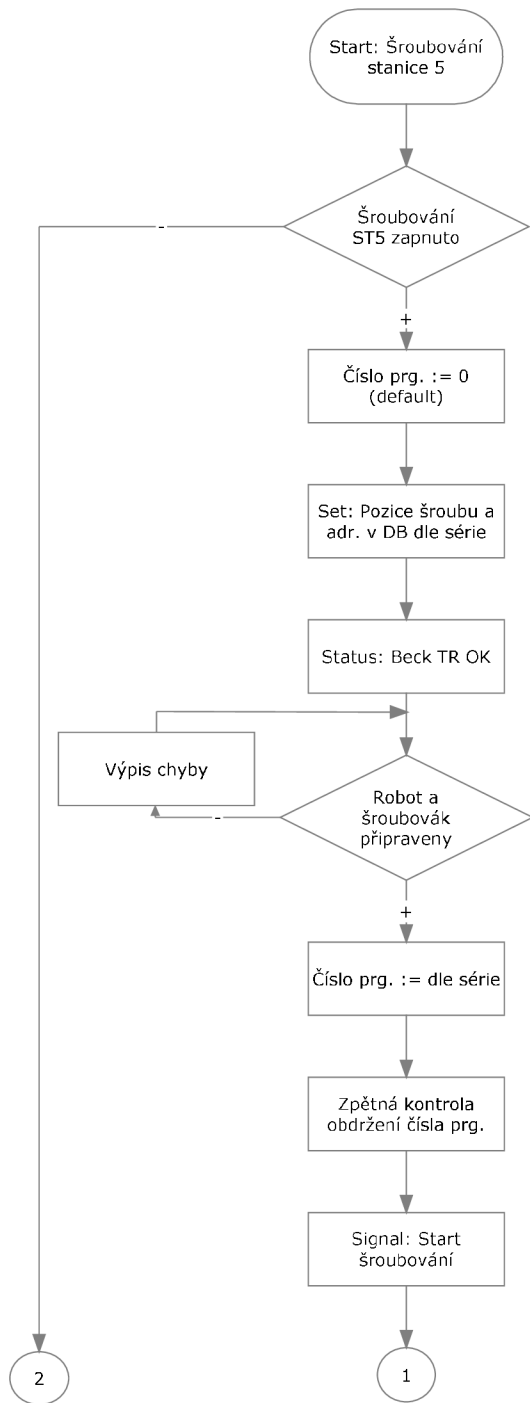 Start: Šroubování
stanice 5
Šroubování
ST5 zapnuto
-
+
Číslo prg. := 0
(default)
Set: Pozice šroubu a
adr. v DB dle série
Status: Beck TR OK
Výpis chyby
Robot a
šroubovák
připraveny
-
+
Číslo prg. := dle série
Zpětná kontrola
obdržení čísla prg.
Signal: Start
šroubování
2
1